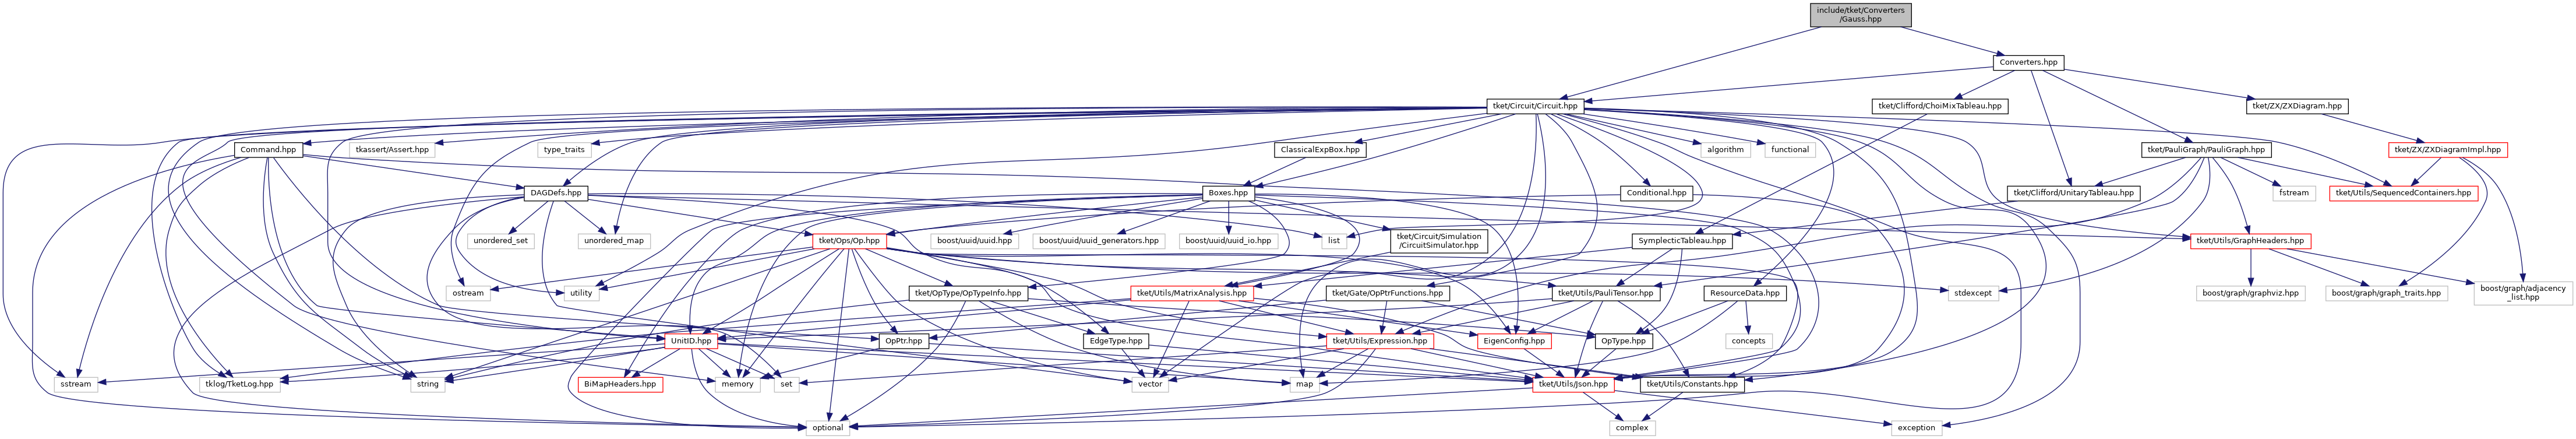 include/tket/Converters
/Gauss.hpp
Converters.hpp
tket/Circuit/Circuit.hpp
tket/Clifford/ChoiMixTableau.hpp
tket/ZX/ZXDiagram.hpp
Command.hpp
tkassert/Assert.hpp
type_traits
ClassicalExpBox.hpp
algorithm
functional
tket/PauliGraph/PauliGraph.hpp
tket/ZX/ZXDiagramImpl.hpp
DAGDefs.hpp
Boxes.hpp
Conditional.hpp
tket/Clifford/UnitaryTableau.hpp
fstream
tket/Utils/SequencedContainers.hpp
unordered_set
unordered_map
tket/Ops/Op.hpp
boost/uuid/uuid.hpp
boost/uuid/uuid_generators.hpp
boost/uuid/uuid_io.hpp
list
tket/Circuit/Simulation
/CircuitSimulator.hpp
SymplecticTableau.hpp
tket/Utils/GraphHeaders.hpp
ostream
utility
tket/OpType/OpTypeInfo.hpp
tket/Utils/MatrixAnalysis.hpp
tket/Gate/OpPtrFunctions.hpp
tket/Utils/PauliTensor.hpp
ResourceData.hpp
stdexcept
boost/graph/graphviz.hpp
boost/graph/graph_traits.hpp
boost/graph/adjacency
_list.hpp
UnitID.hpp
OpPtr.hpp
EdgeType.hpp
tket/Utils/Expression.hpp
EigenConfig.hpp
OpType.hpp
concepts
sstream
tklog/TketLog.hpp
string
BiMapHeaders.hpp
memory
set
vector
map
tket/Utils/Json.hpp
tket/Utils/Constants.hpp
optional
complex
exception